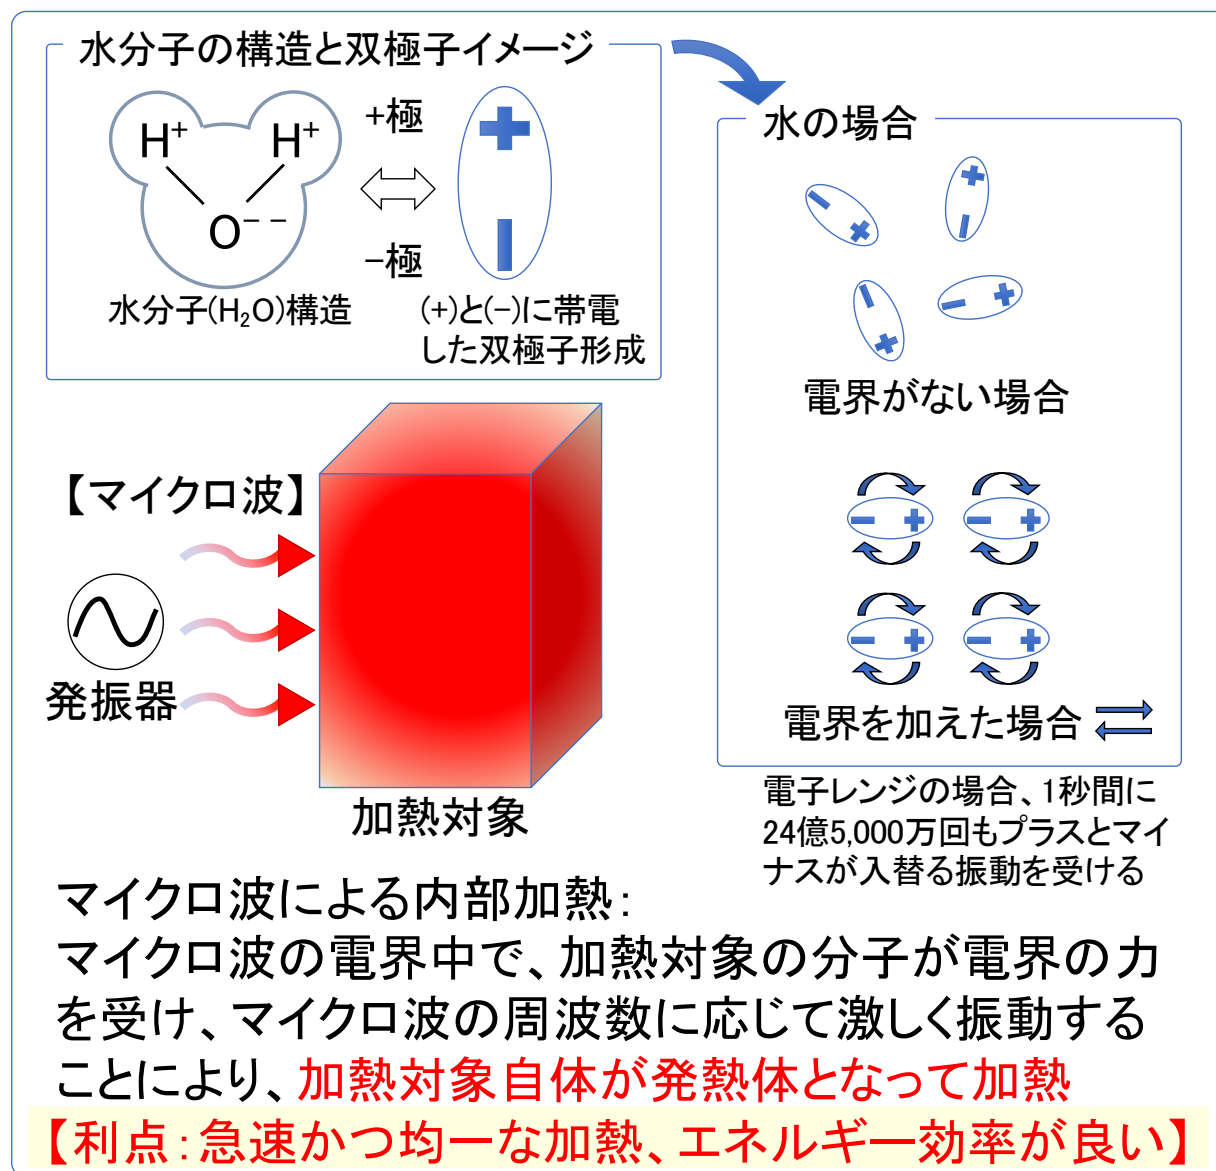 水分子の構造と双極子イメージ
H⁺ H⁺
O⁻⁻
+極
−極
水分子(H₂O)構造
(+)と(−)に帯電
した双極子形成
水の場合
電界がない場合
電界を加えた場合
電子レンジの場合、1秒間に
24億5,000万回もプラスとマイ
ナスが入替る振動を受ける
【マイクロ波】
発振器
加熱対象
マイクロ波による内部加熱：
マイクロ波の電界中で、加熱対象の分子が電界の力
を受け、マイクロ波の周波数に応じて激しく振動する
ことにより、加熱対象自体が発熱体となって加熱
【利点：急速かつ均一な加熱、エネルギー効率が良い】